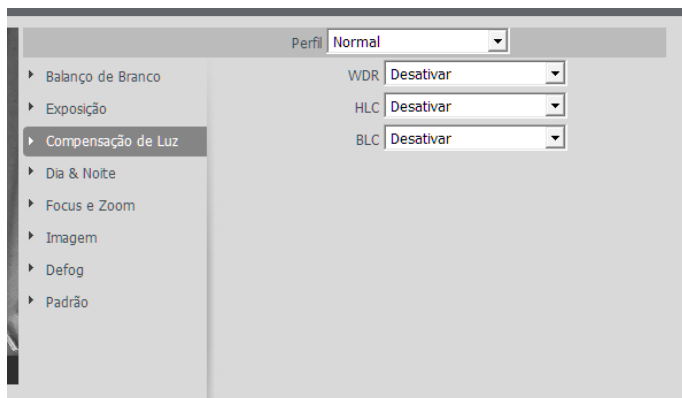 Perfil Normal
Balanço de Branco
Exposição
Compensação de Luz
Dia & Noite
Focus e Zoom
Imagem
Defog
Padrão
WDR Desativar
HLC Desativar
BLC Desativar